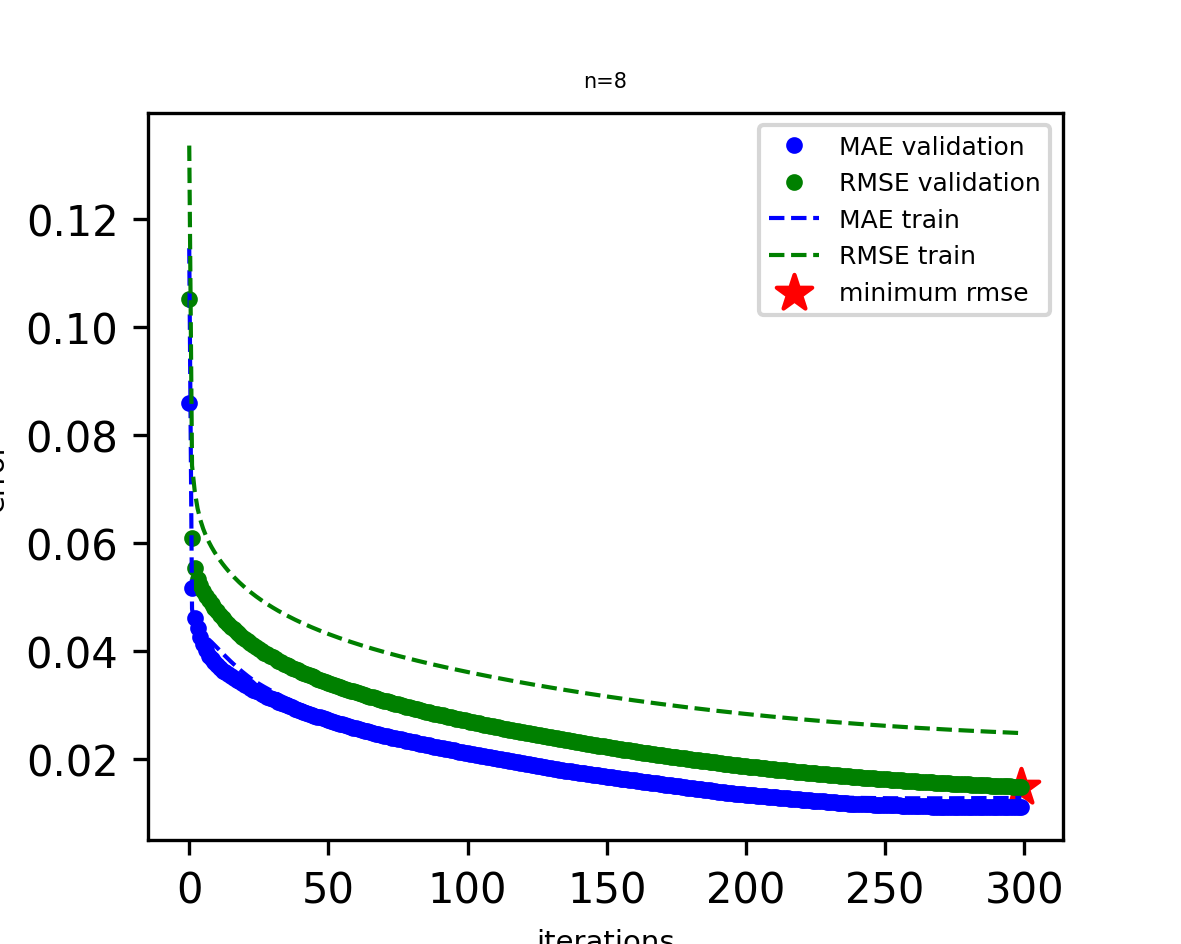 n=8
MAE validation
RMSE validation
MAE train
RMSE train
minimum rmse
0.12
0.10
0.08
0.06
0.04
0.02
0 50 100 150 200 250 300
iterations